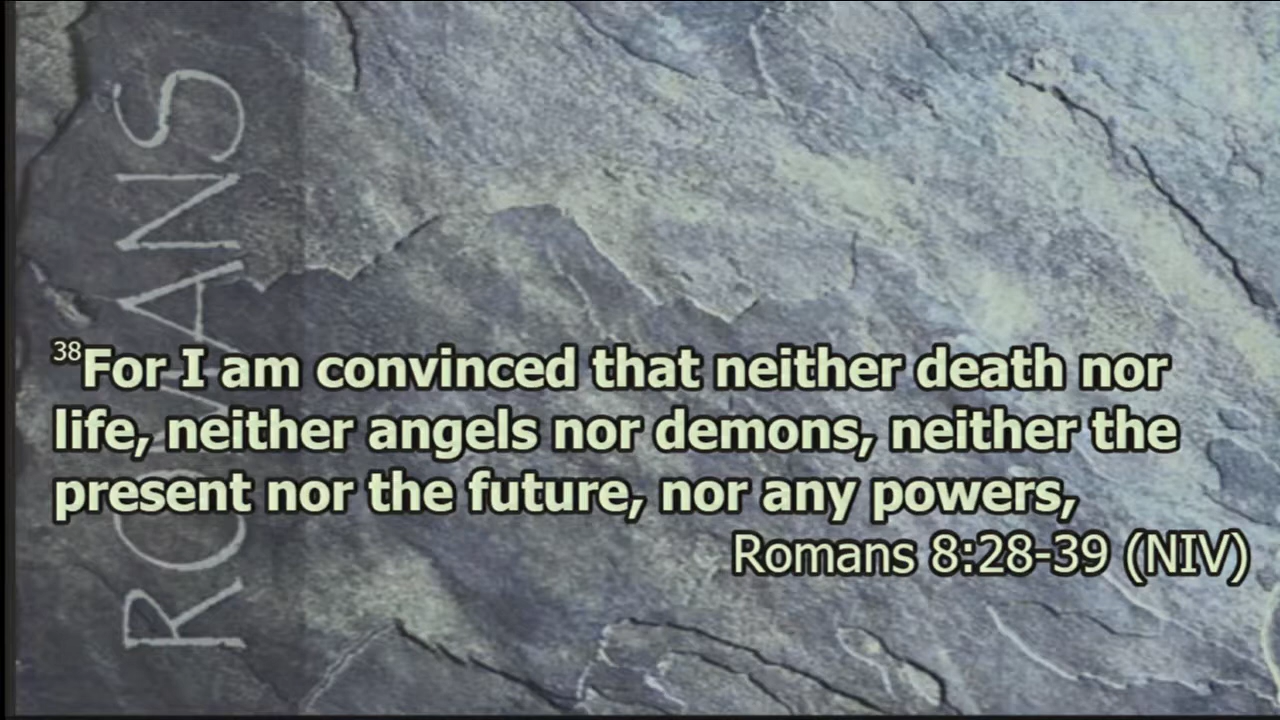 ROMANS
³⁸For I am convinced that neither death nor
life, neither angels nor demons, neither the
present nor the future, nor any powers,
Romans 8:28-39 (NIV)